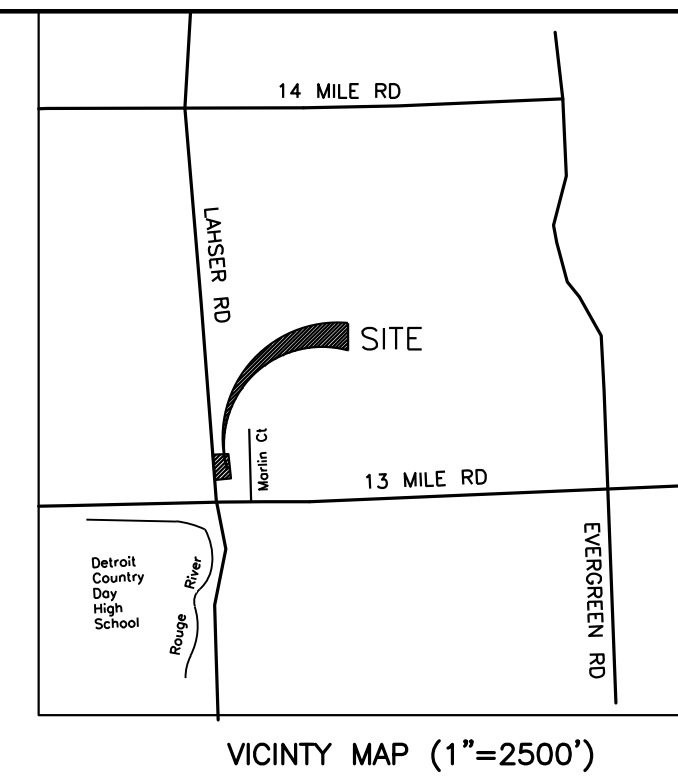 14 MILE RD
LAHSER RD
SITE
Marlin Ct
13 MILE RD
Detroit
Country
Day
High
School
Rouge River
EVERGREEN RD
VICINTY MAP (1"=2500')